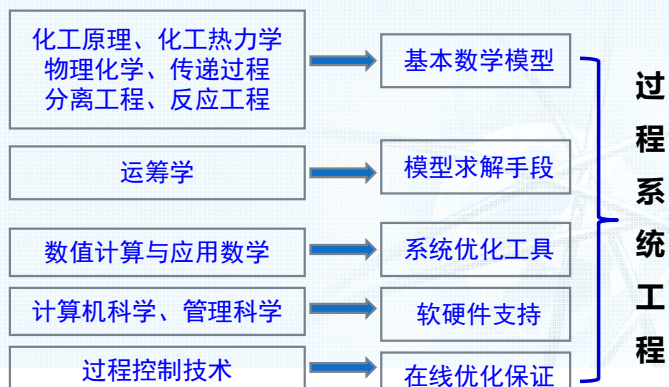 化工原理、化工热力学
物理化学、传递过程
分离工程、反应工程
基本数学模型
运筹学
模型求解手段
数值计算与应用数学
系统优化工具
计算机科学、管理科学
软硬件支持
过程控制技术
在线优化保证
过程系统工程